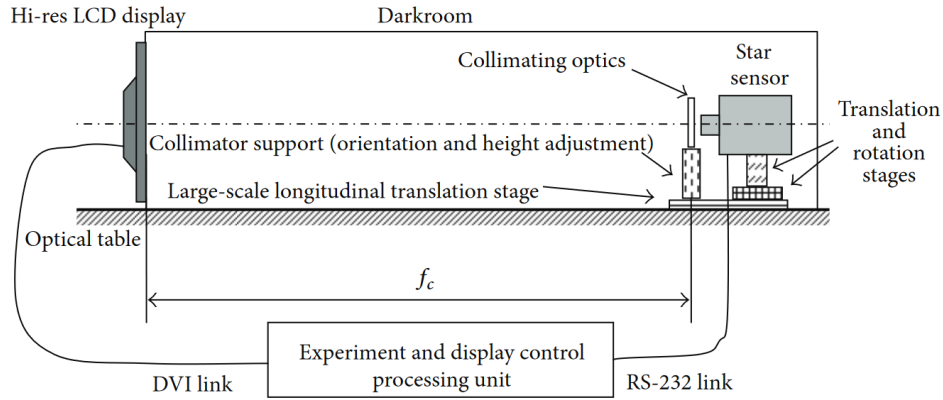 Hi-res LCD display
Darkroom
Star
sensor
Collimating optics
Translation
and
rotation
stages
Collimator support (orientation and height adjustment)
Large-scale longitudinal translation stage
Optical table
f_c
Experiment and display control
processing unit
DVI link
RS-232 link